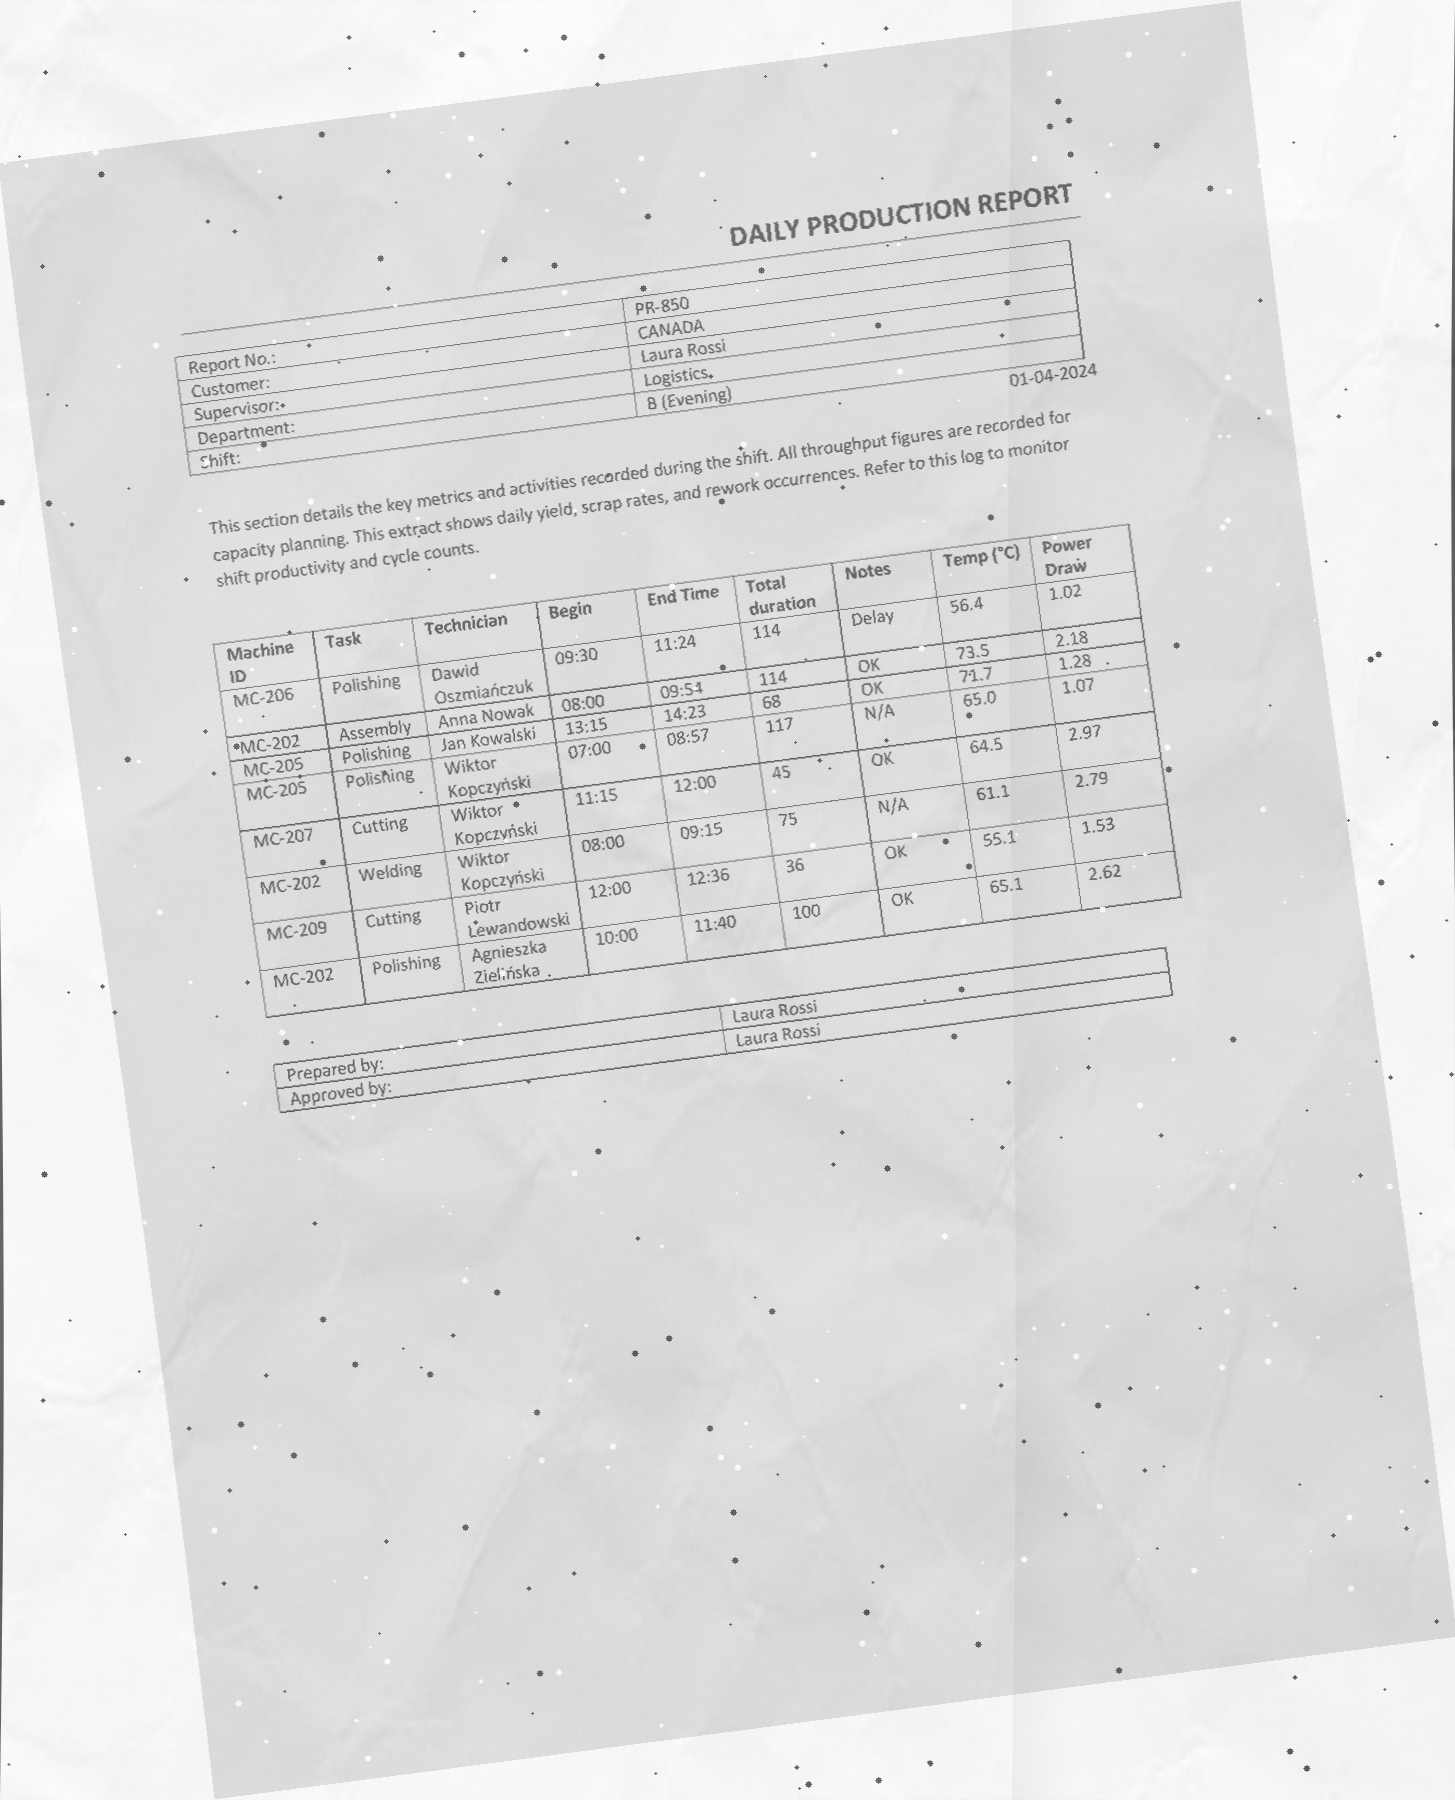 DAILY PRODUCTION REPORT
Report No.: PR-850
Customer: CANADA
Supervisor: Laura Rossi
Department: Logistics
Shift: B (Evening)
01-04-2024
This section details the key metrics and activities recorded during the shift. All throughput figures are recorded for
capacity planning. This extract shows daily yield, scrap rates, and rework occurrences. Refer to this log to monitor
shift productivity and cycle counts.
Machine ID Task Technician Begin End Time Total duration Notes Temp (°C) Power Draw
MC-206 Polishing Dawid Oszmiańczuk 09:30 11:24 114 Delay 56.4 1.02
MC-202 Assembly Anna Nowak 08:00 09:54 114 OK 73.5 2.18
MC-205 Polishing Jan Kowalski 13:15 14:23 68 OK 71.7 1.28
MC-205 Polishing Wiktor Kopczyński 07:00 08:57 117 N/A 65.0 1.07
MC-207 Cutting Wiktor Kopczyński 11:15 12:00 45 OK 64.5 2.97
MC-202 Welding Wiktor Kopczyński 08:00 09:15 75 N/A 61.1 2.79
MC-209 Cutting Piotr Lewandowski 12:00 12:36 36 OK 55.1 1.53
MC-202 Polishing Agnieszka Zielińska 10:00 11:40 100 OK 65.1 2.62
Prepared by: Laura Rossi
Approved by: Laura Rossi